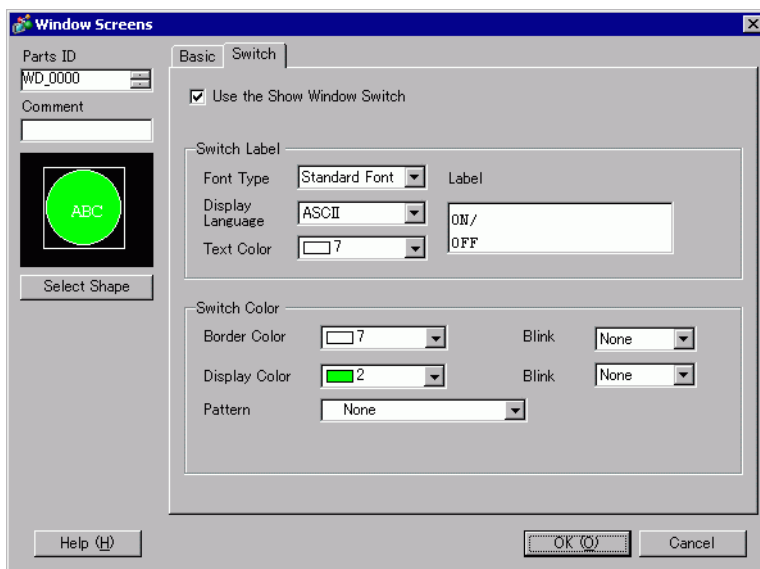 Window Screens
Parts ID
WD_0000
Comment
ABC
Select Shape
Basic Switch
Use the Show Window Switch
Switch Label
Font Type Standard Font Label
Display Language ASCII
ON/
OFF
Text Color 7
Switch Color
Border Color 7 Blink None
Display Color 2 Blink None
Pattern None
Help (H) OK (O) Cancel